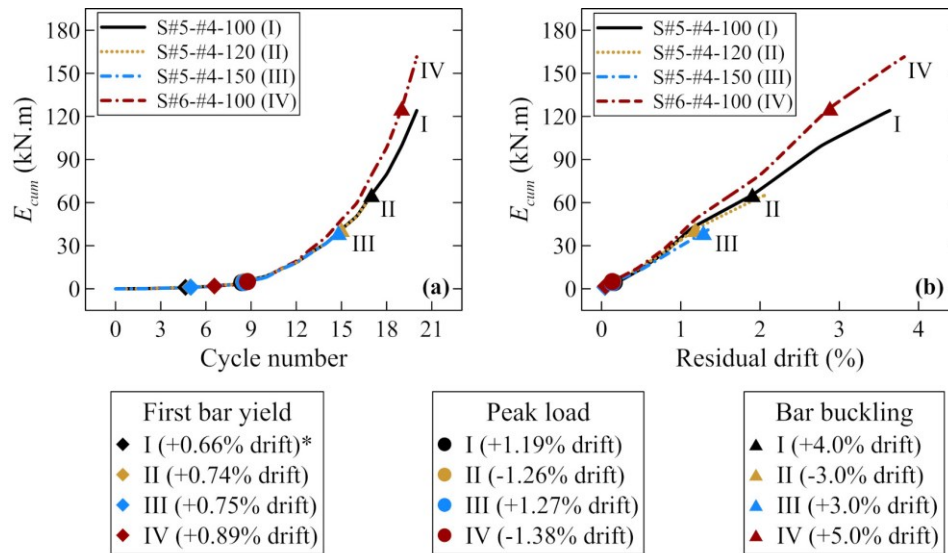 S#5-#4-100 (I)
S#5-#4-120 (II)
S#5-#4-150 (III)
S#6-#4-100 (IV)
180
150
120
90
60
30
0
E_cum (kN.m)
IV
I
II
III
(a)
0 3 6 9 12 15 18 21
Cycle number
S#5-#4-100 (I)
S#5-#4-120 (II)
S#5-#4-150 (III)
S#6-#4-100 (IV)
180
150
120
90
60
30
0
E_cum (kN.m)
IV
I
II
III
(b)
0 1 2 3 4
Residual drift (%)
First bar yield
I (+0.66% drift)*
II (+0.74% drift)
III (+0.75% drift)
IV (+0.89% drift)
Peak load
I (+1.19% drift)
II (-1.26% drift)
III (+1.27% drift)
IV (-1.38% drift)
Bar buckling
I (+4.0% drift)
II (-3.0% drift)
III (+3.0% drift)
IV (+5.0% drift)